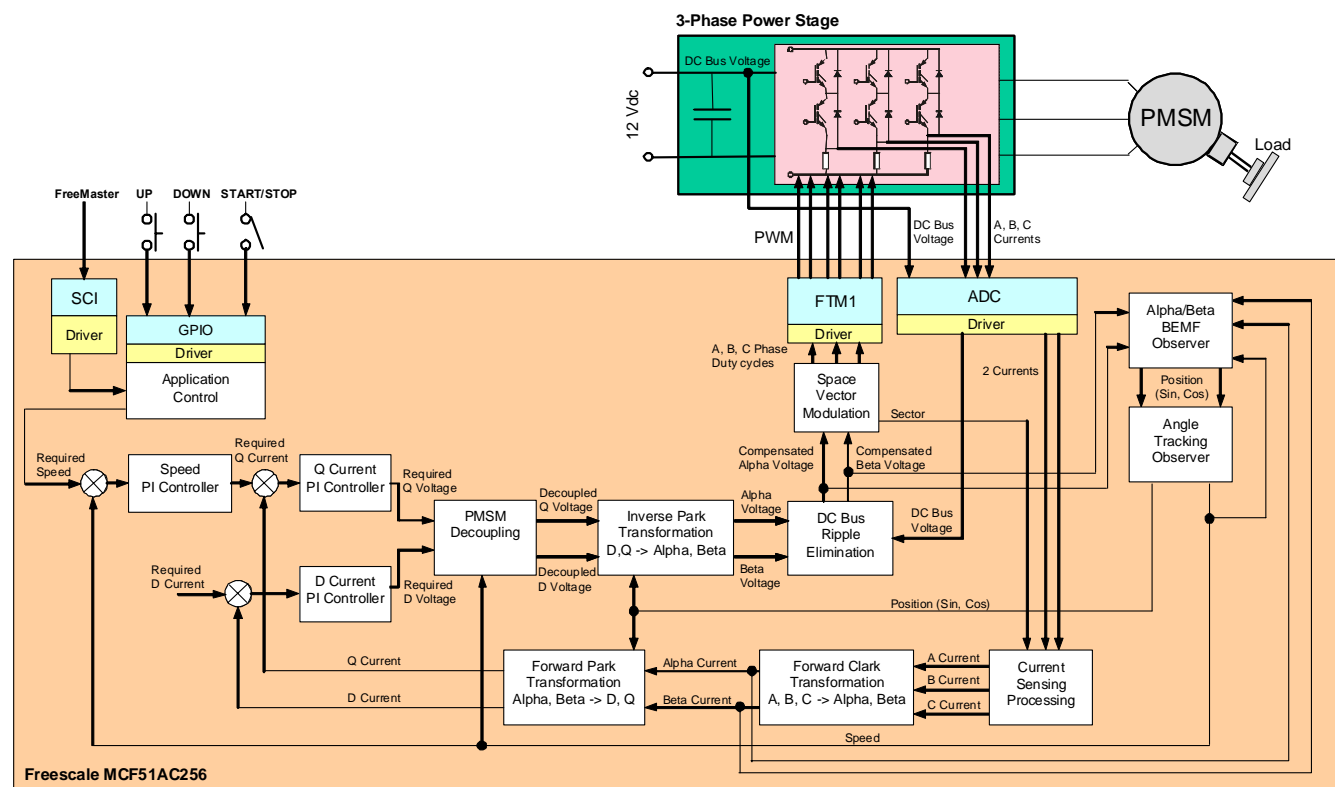 3-Phase Power Stage
DC Bus Voltage
12 Vdc
PMSM
Load
FreeMaster
UP
DOWN
START/STOP
PWM
DC Bus
Voltage
A, B, C
Currents
SCI
Driver
GPIO
Driver
Application
Control
FTM1
Driver
ADC
Driver
Alpha/Beta
BEMF
Observer
A, B, C Phase
Duty cycles
2 Currents
Space
Vector
Modulation
Sector
Position
(Sin, Cos)
Angle
Tracking
Observer
Required
Speed
Speed
PI Controller
Required
Q Current
Q Current
PI Controller
Required
Q Voltage
Compensated
Alpha Voltage
Compensated
Beta Voltage
PMSM
Decoupling
Decoupled
Q Voltage
Decoupled
D Voltage
Inverse Park
Transformation
D,Q -> Alpha, Beta
Alpha
Voltage
Beta
Voltage
DC Bus
Ripple
Elimination
DC Bus
Voltage
Required
D Current
D Current
PI Controller
Required
D Voltage
Position (Sin, Cos)
Q Current
D Current
Forward Park
Transformation
Alpha, Beta -> D, Q
Alpha Current
Beta Current
Forward Clark
Transformation
A, B, C -> Alpha, Beta
A Current
B Current
C Current
Current
Sensing
Processing
Speed
Freescale MCF51AC256